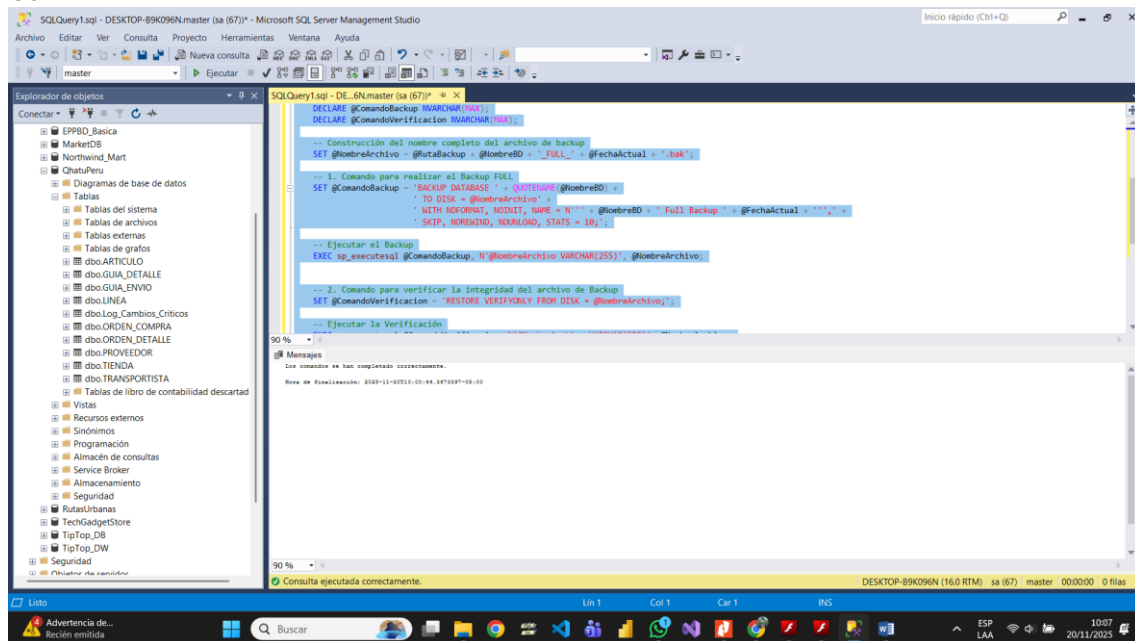 SQLQuery1.sql - DESKTOP-B9K096N.master (sa (67))* - Microsoft SQL Server Management Studio
Inicio rápido (Ctrl+Q)
Archivo Editar Ver Consulta Proyecto Herramientas Ventana Ayuda
Nueva consulta
master
Ejecutar
Explorador de objetos
Conectar
EPPBD_Basica
MarketDB
Northwind_Mart
QhatuPeru
Diagramas de base de datos
Tablas
Tablas del sistema
Tablas de archivos
Tablas externas
Tablas de grafos
dbo.ARTICULO
dbo.GUIA_DETALLE
dbo.GUIA_ENVIO
dbo.LINEA
dbo.Log_Cambios_Criticos
dbo.ORDEN_COMPRA
dbo.ORDEN_DETALLE
dbo.PROVEEDOR
dbo.TIENDA
dbo.TRANSPORTISTA
Tablas de libro de contabilidad descartad
Vistas
Recursos externos
Sinónimos
Programación
Almacén de consultas
Service Broker
Almacenamiento
Seguridad
RutasUrbanas
TechGadgetStore
TipTop_DB
TipTop_DW
Seguridad
Objetos de servidor
SQLQuery1.sql - DE...6N.master (sa (67))*
DECLARE @ComandoBackup NVARCHAR(MAX);
DECLARE @ComandoVerificacion NVARCHAR(MAX);
-- Construcción del nombre completo del archivo de backup
SET @NombreArchivo = @RutaBackup + @NombreBD + '_FULL_' + @FechaActual + '.bak';
-- 1. Comando para realizar el Backup FULL
SET @ComandoBackup = 'BACKUP DATABASE ' + QUOTENAME(@NombreBD) +
' TO DISK = @NombreArchivo' +
' WITH NOFORMAT, NOINIT, NAME = N''' + @NombreBD + ' Full Backup ' + @FechaActual + ''',' +
' SKIP, NOREWIND, NOUNLOAD, STATS = 10;';
-- Ejecutar el Backup
EXEC sp_executesql @ComandoBackup, N'@NombreArchivo VARCHAR(255)', @NombreArchivo;
-- 2. Comando para verificar la integridad del archivo de Backup
SET @ComandoVerificacion = 'RESTORE VERIFYONLY FROM DISK = @NombreArchivo;';
-- Ejecutar la Verificación
90 %
Mensajes
Los comandos se han completado correctamente.
Hora de finalización:
90 %
Consulta ejecutada correctamente.
DESKTOP-B9K096N (16.0 RTM) sa (67) master 00:00:00 0 filas
Listo
Lín 1 Col 1 Car 1 INS
4
Advertencia de...
Recién emitida
Buscar
ESP
LAA
10:07
20/11/2025